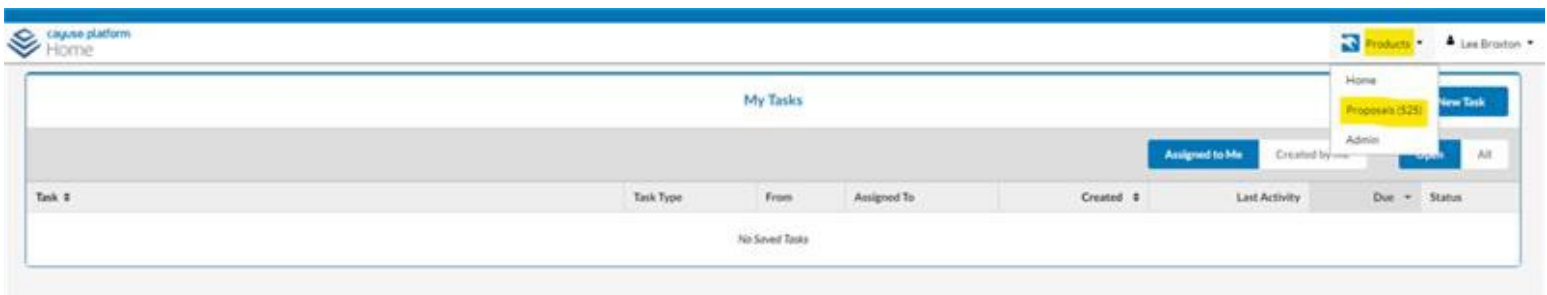 cayuse platform
Home
Products
Lee Broxton
Home
My Tasks
Proposals (S2S)
New Task
Admin
Assigned to Me
Created by me
Open
All
Task
Task Type
From
Assigned To
Created
Last Activity
Due
Status
No Saved Tasks